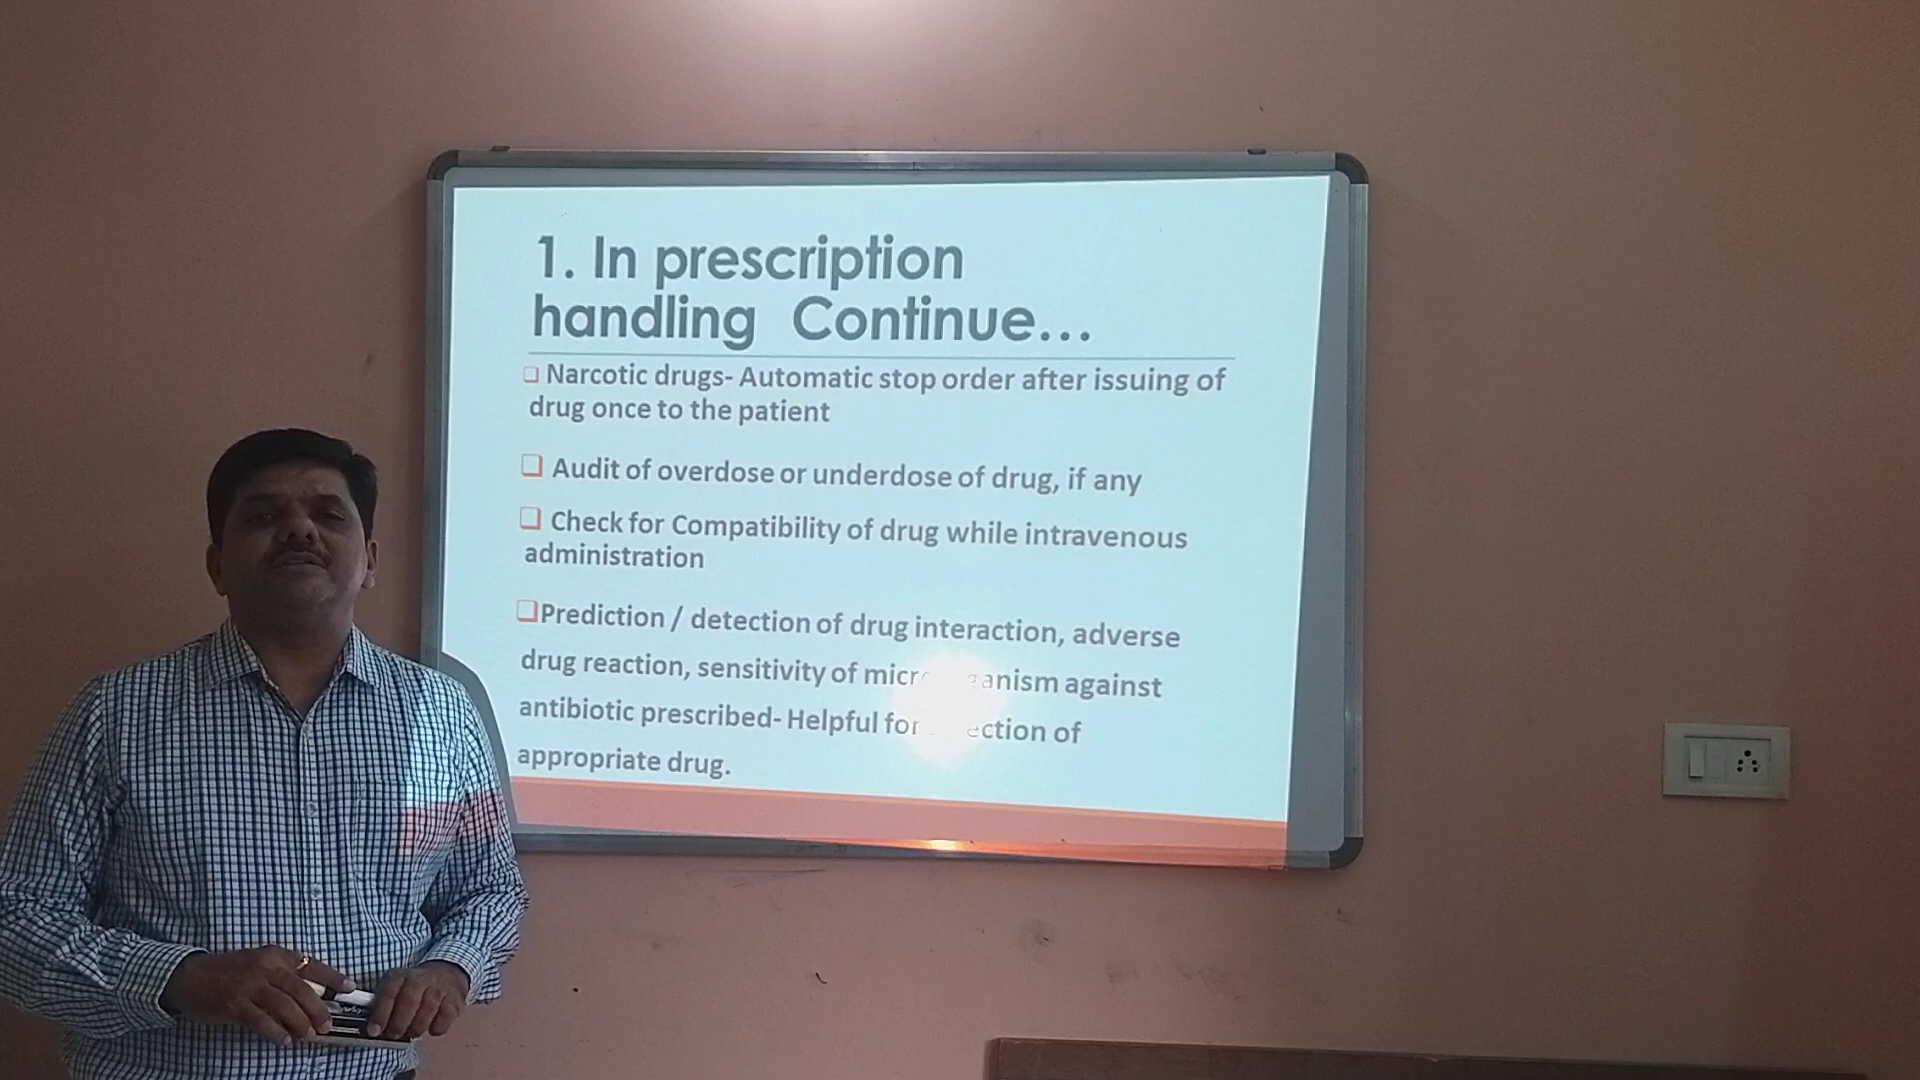 1. In prescription
handling Continue...
❑ Narcotic drugs- Automatic stop order after issuing of
drug once to the patient
❑ Audit of overdose or underdose of drug, if any
❑ Check for Compatibility of drug while intravenous
administration
❑Prediction / detection of drug interaction, adverse
drug reaction, sensitivity of against
antibiotic prescribed- Helpful of
appropriate drug.